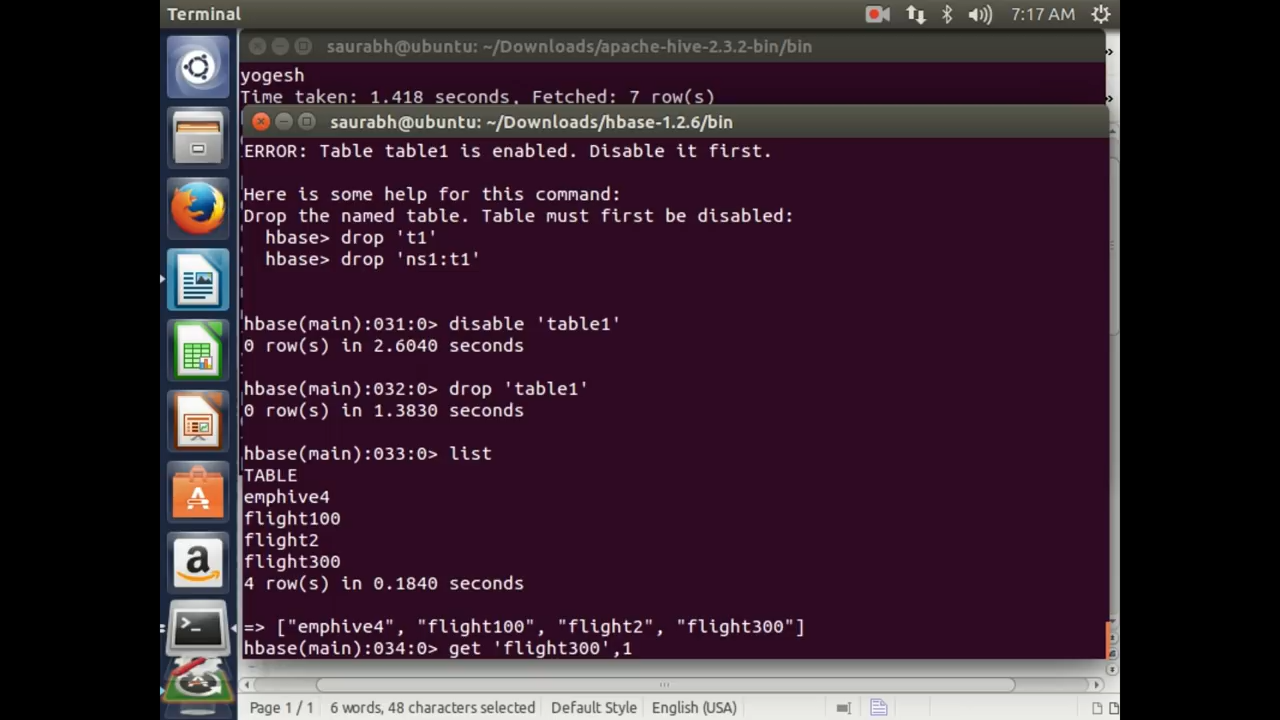 Terminal
7:17 AM
saurabh@ubuntu: ~/Downloads/apache-hive-2.3.2-bin/bin
yogesh
Time taken: 1.418 seconds, Fetched: 7 row(s)
saurabh@ubuntu: ~/Downloads/hbase-1.2.6/bin
ERROR: Table table1 is enabled. Disable it first.
Here is some help for this command:
Drop the named table. Table must first be disabled:
hbase> drop 't1'
hbase> drop 'ns1:t1'
hbase(main):031:0> disable 'table1'
0 row(s) in 2.6040 seconds
hbase(main):032:0> drop 'table1'
0 row(s) in 1.3830 seconds
hbase(main):033:0> list
TABLE
emphive4
flight100
flight2
flight300
4 row(s) in 0.1840 seconds
=> ["emphive4", "flight100", "flight2", "flight300"]
hbase(main):034:0> get 'flight300',1
Page 1 / 1 6 words, 48 characters selected Default Style English (USA)